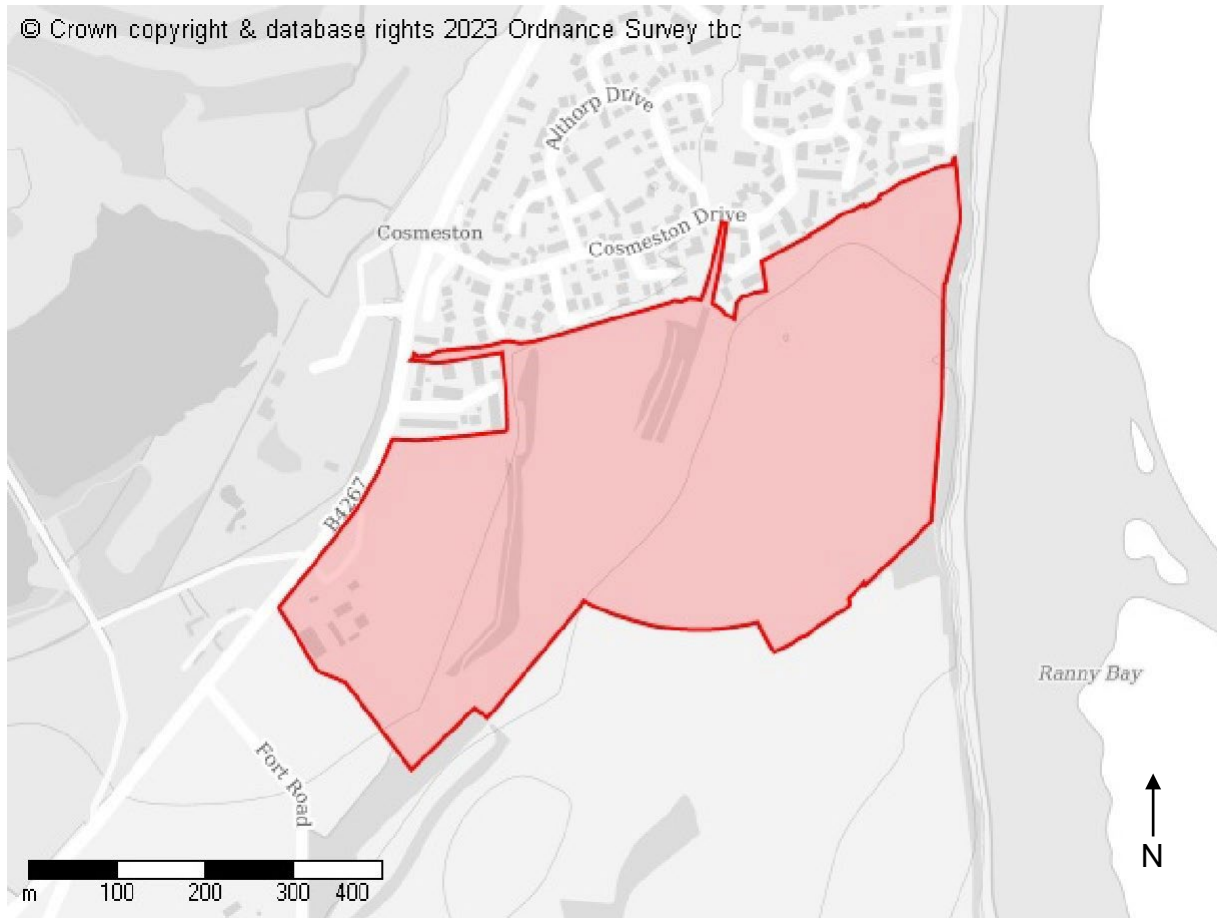 © Crown copyright & database rights 2023 Ordnance Survey tbc
Althorp Drive
Cosmeston
Cosmeston Drive
B4267
Ranny Bay
Fort Road
N
m 100 200 300 400